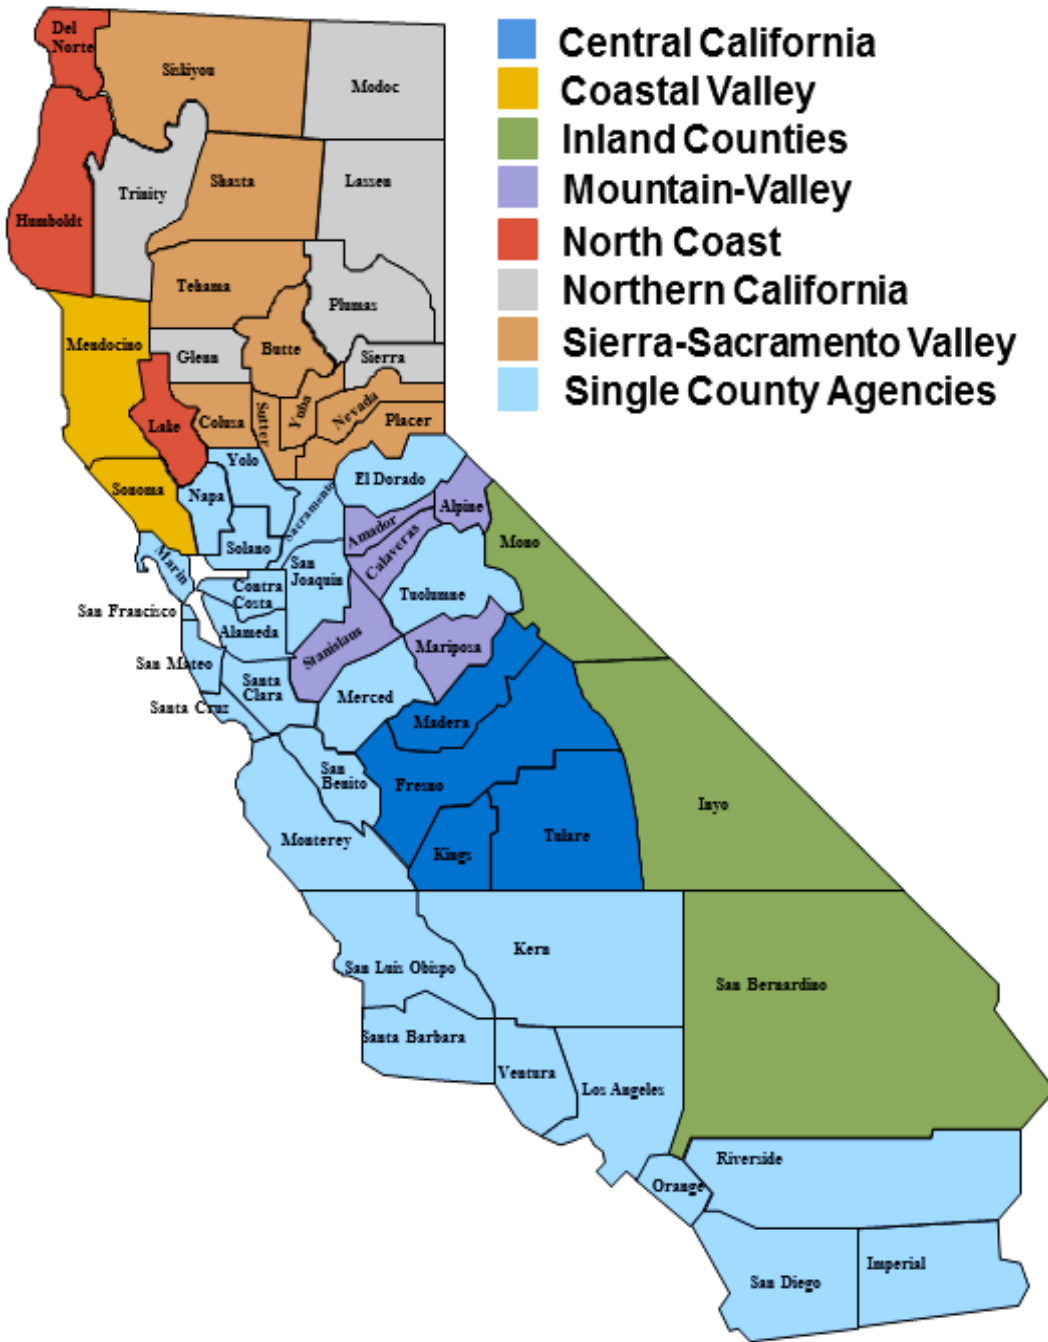 Del
Norte
Siskiyou
Modoc
Humboldt
Trinity
Shasta
Lassen
Tehama
Plumas
Mendocino
Glenn
Butte
Sierra
Lake
Colusa
Sutter
Yuba
Nevada
Placer
Sonoma
Napa
Yolo
Sacramento
El Dorado
Alpine
Amador
Calaveras
Mono
Solano
Marin
San
Joaquin
Contra
Costa
Tuolumne
San Francisco
Alameda
Stanislaus
Mariposa
San Mateo
Santa
Clara
Merced
Santa Cruz
Madera
San
Benito
Fresno
Inyo
Monterey
Kings
Tulare
San Luis Obispo
Kern
San Bernardino
Santa Barbara
Ventura
Los Angeles
Orange
Riverside
San Diego
Imperial
Central California
Coastal Valley
Inland Counties
Mountain-Valley
North Coast
Northern California
Sierra-Sacramento Valley
Single County Agencies